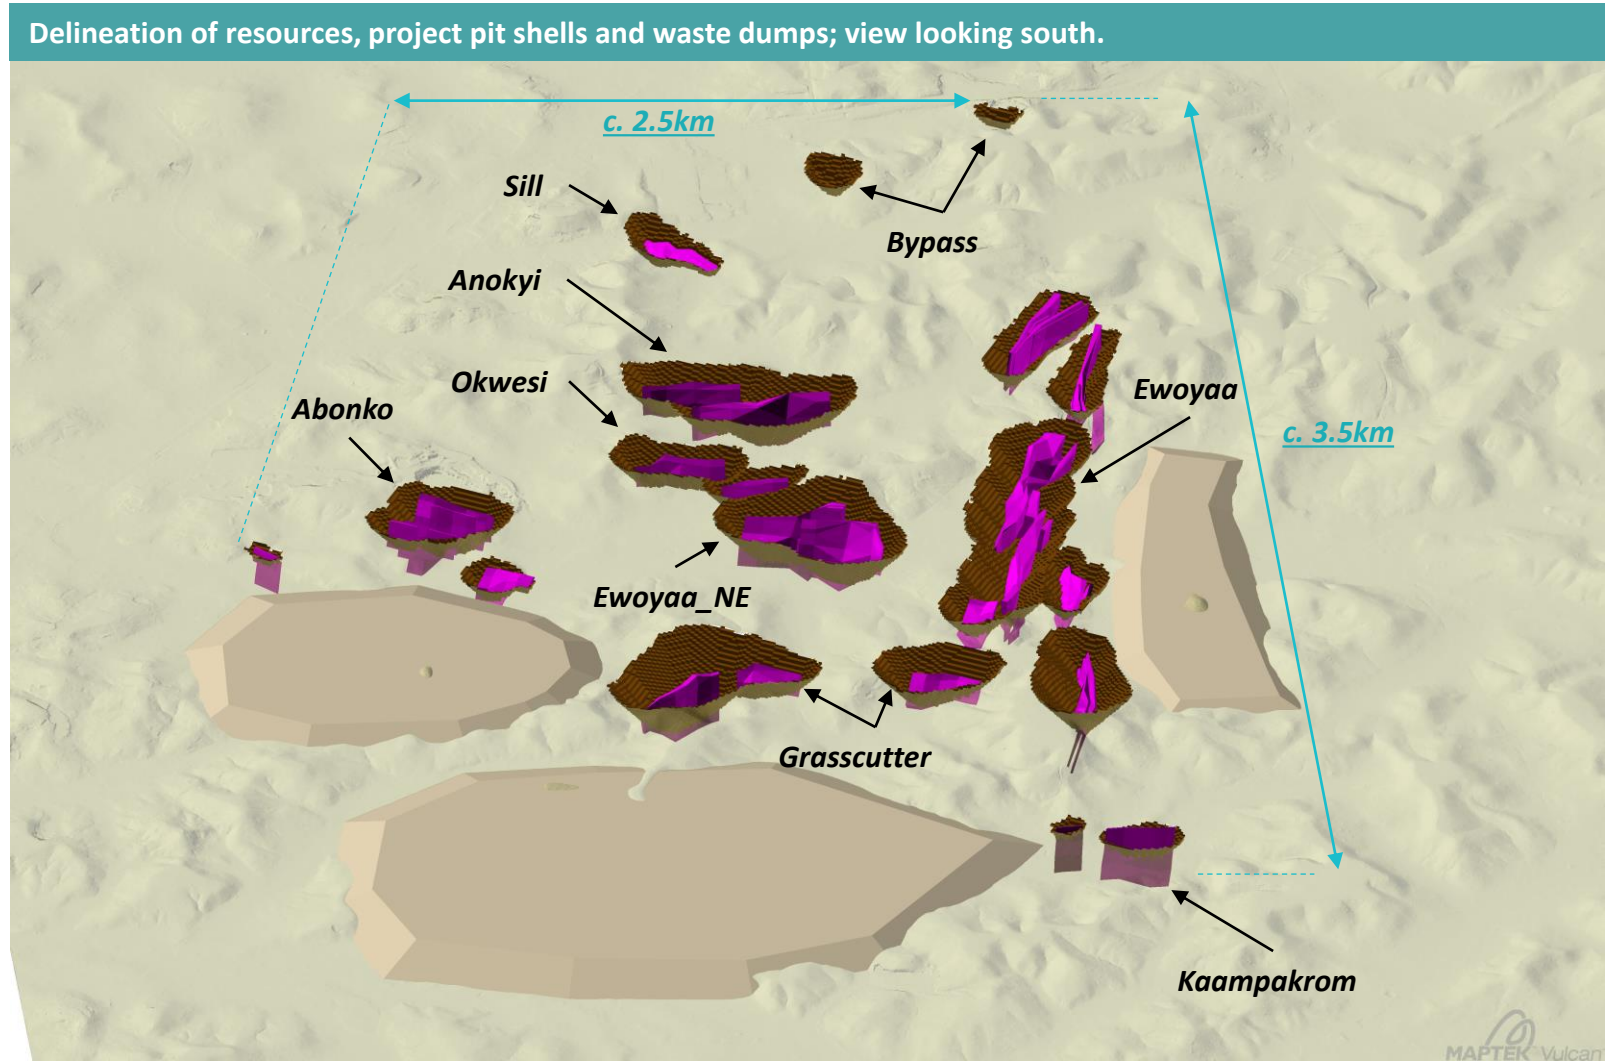 Delineation of resources, project pit shells and waste dumps; view looking south.
c. 2.5km
Sill
Bypass
Anokyi
Okwesi
Ewoyaa
Abonko
c. 3.5km
Ewoyaa_NE
Grasscutter
Kaampakrom
MAPTEK Vulcan